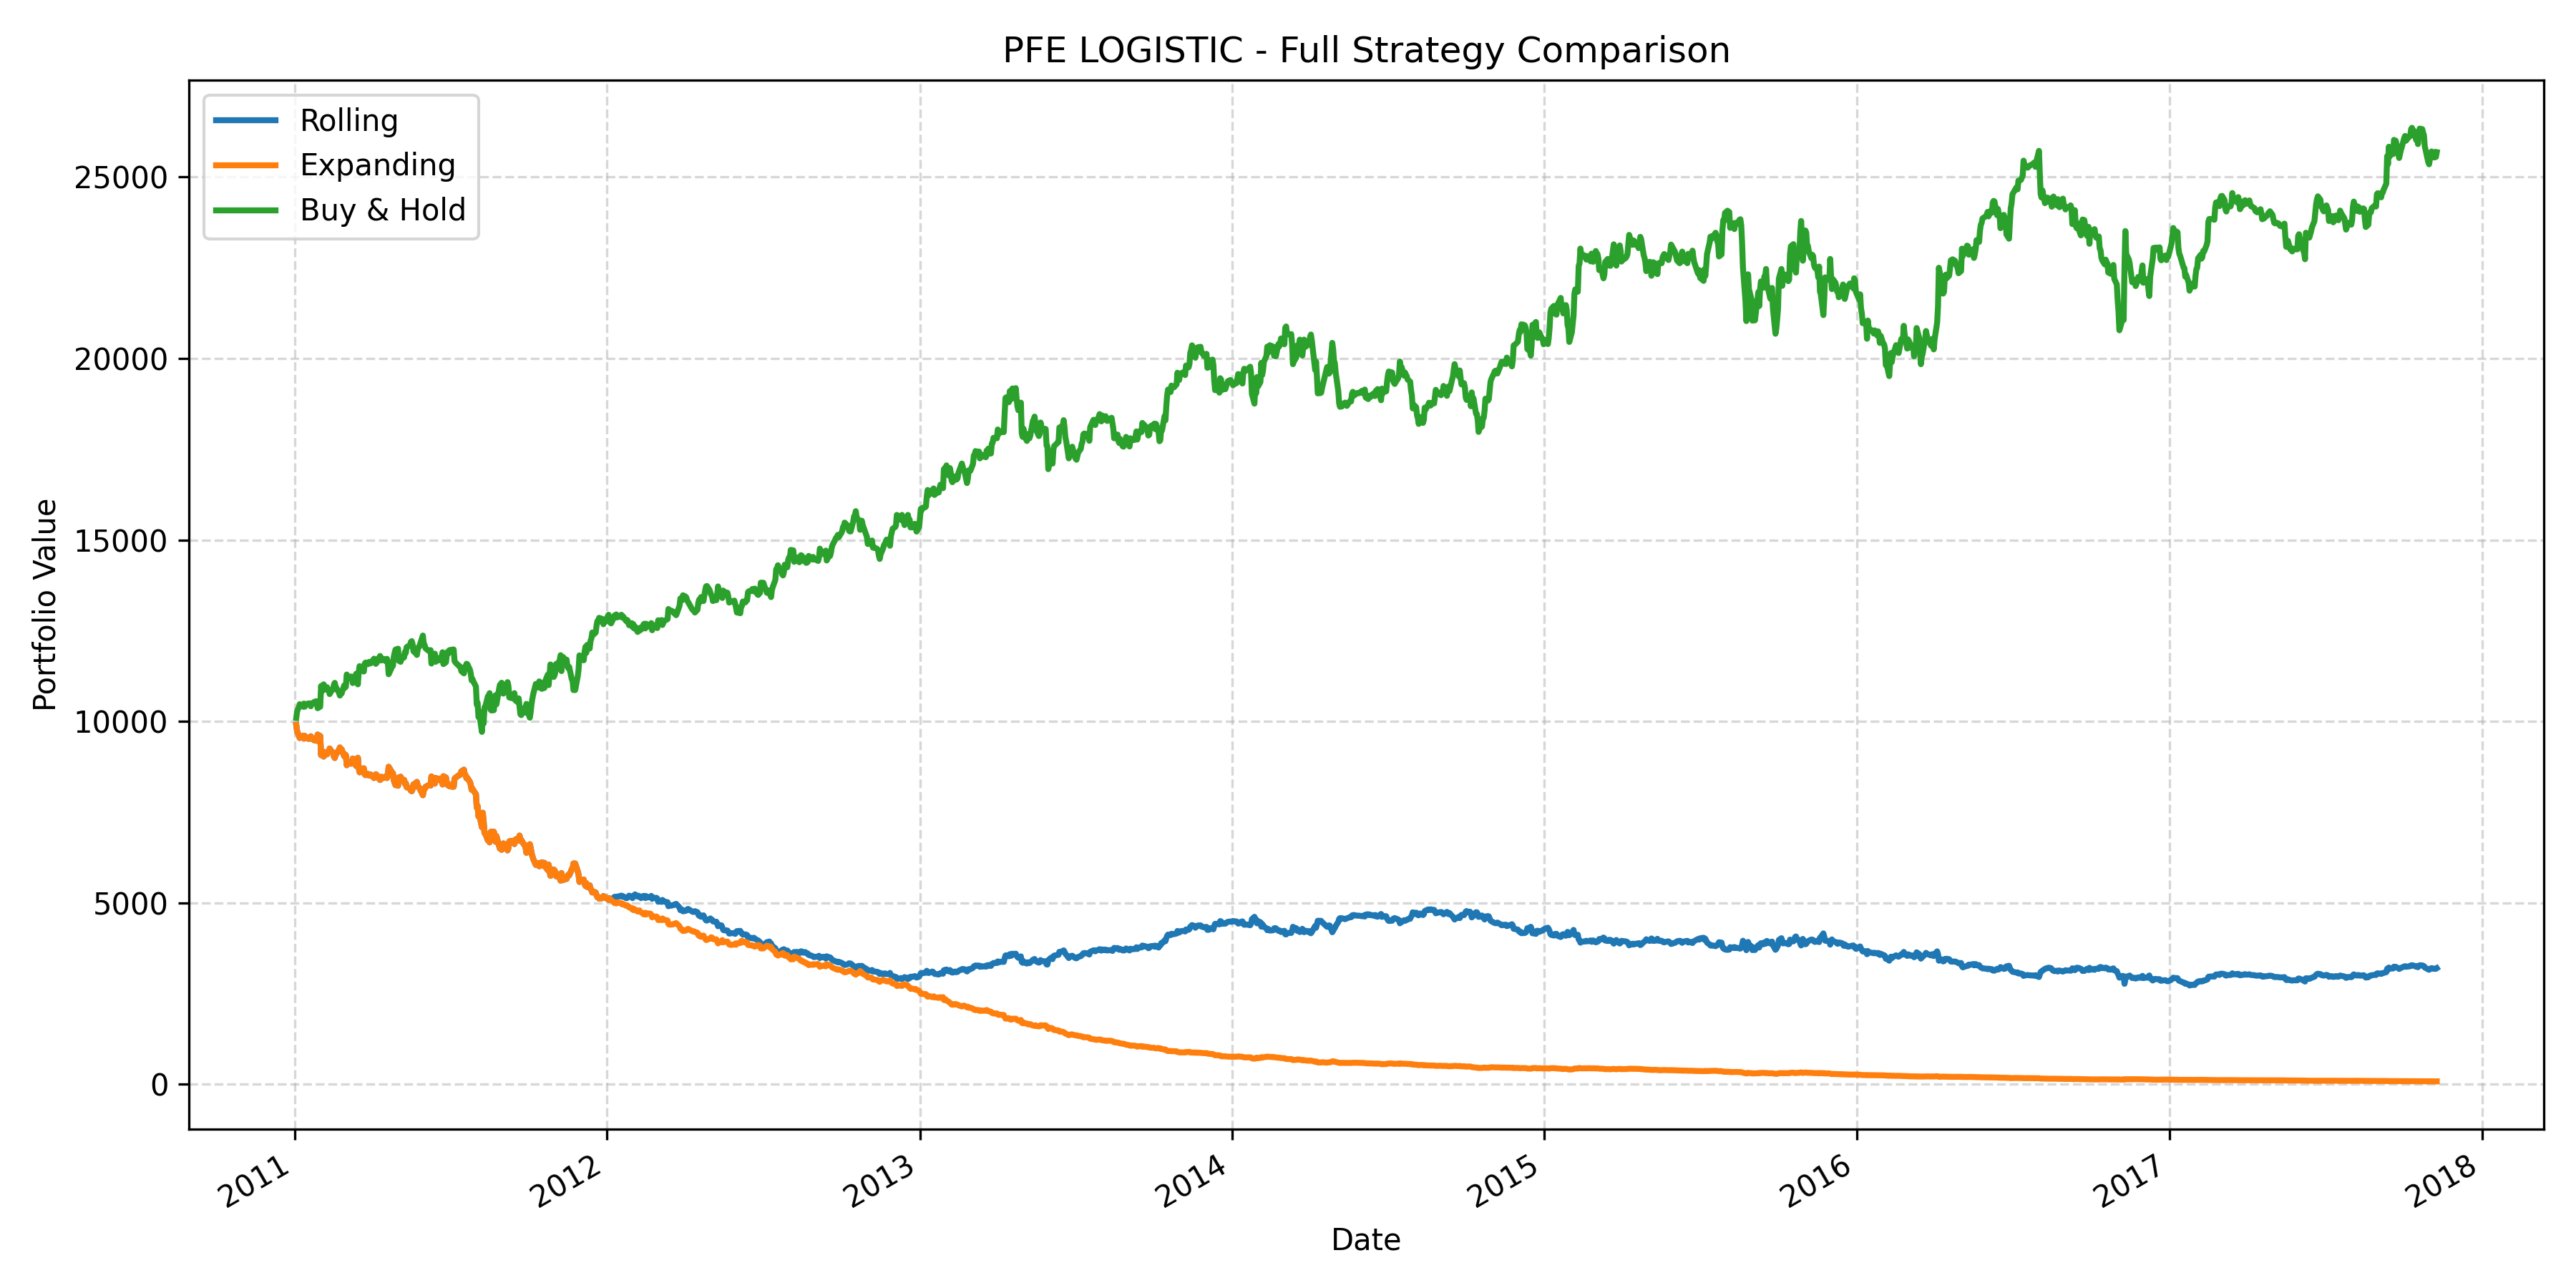 PFE LOGISTIC - Full Strategy Comparison
Rolling
Expanding
Buy & Hold
Portfolio Value
25000
20000
15000
10000
5000
0
2011 2012 2013 2014 2015 2016 2017 2018
Date